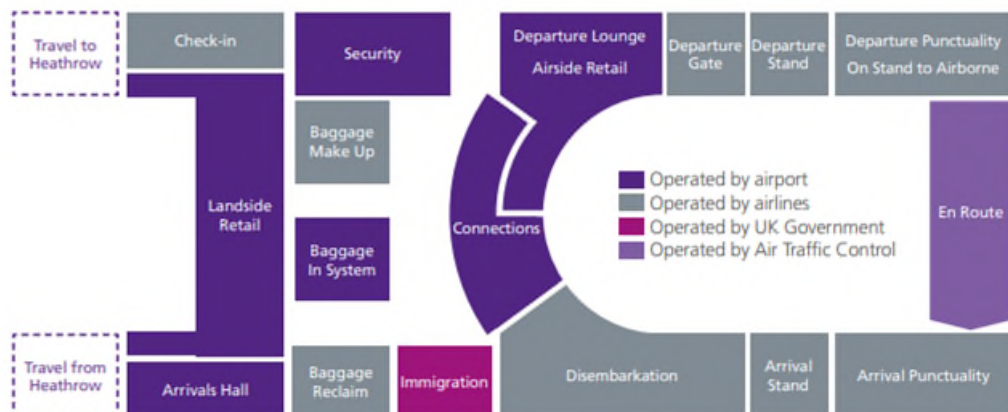 Travel to
Heathrow
Check-in
Security
Departure Lounge
Airside Retail
Departure
Gate
Departure
Stand
Departure Punctuality
On Stand to Airborne
Baggage
Make Up
Landside
Retail
Baggage
In System
Connections
Operated by airport
Operated by airlines
Operated by UK Government
Operated by Air Traffic Control
En Route
Travel from
Heathrow
Arrivals Hall
Baggage
Reclaim
Immigration
Disembarkation
Arrival
Stand
Arrival Punctuality